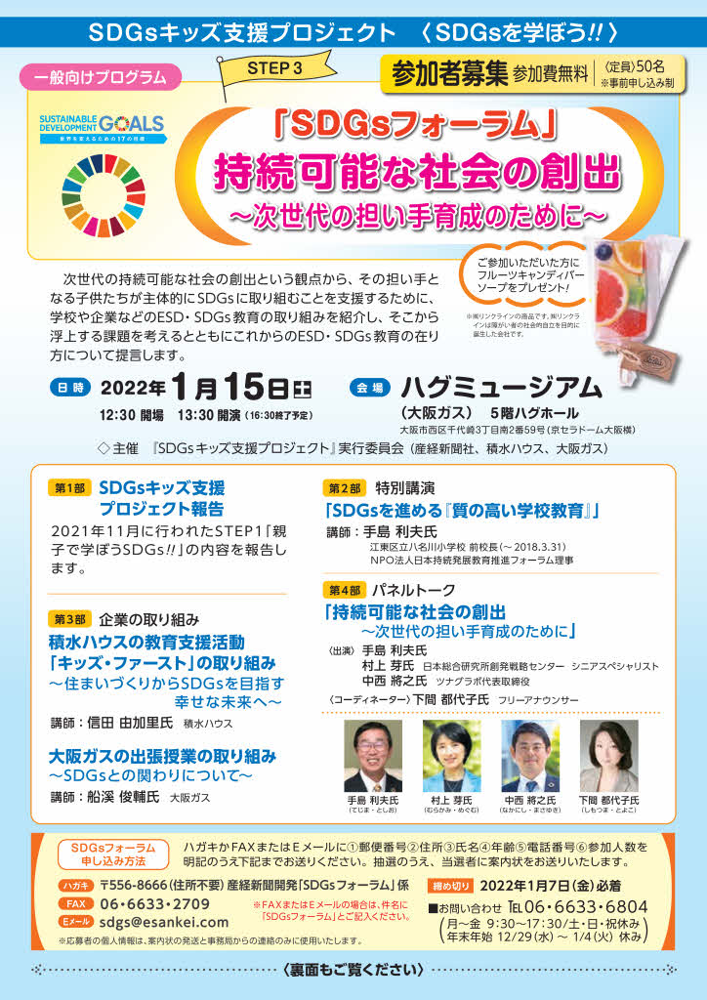 SDGsキッズ支援プロジェクト 〈SDGsを学ぼう!!〉
一般向けプログラム
STEP 3
参加者募集 参加費無料 〈定員〉50名
※事前申し込み制
SUSTAINABLE
DEVELOPMENT GOALS
世界を変えるための17の目標
「SDGsフォーラム」
持続可能な社会の創出
～次世代の担い手育成のために～
ご参加いただいた方に
フルーツキャンディバー
ソープをプレゼント!
※㈱リンクラインの商品です。㈱リンクラ
インは障がい者の社会的自立を目的に
誕生した会社です。
次世代の持続可能な社会の創出という観点から、その担い手と
なる子供たちが主体的にSDGsに取り組むことを支援するために、
学校や企業などのESD・SDGs教育の取り組みを紹介し、そこから
浮上する課題を考えるとともにこれからのESD・SDGs教育の在り
方について提言します。
日時 2022年1月15日土
12:30 開場 13:30 開演 (16:30終了予定)
会場 ハグミュージアム
(大阪ガス) 5階ハグホール
大阪市西区千代崎3丁目南2番59号(京セラドーム大阪横)
◇主催 『SDGsキッズ支援プロジェクト』実行委員会(産経新聞社、積水ハウス、大阪ガス)
第1部 SDGsキッズ支援
プロジェクト報告
2021年11月に行われたSTEP1「親
子で学ぼうSDGs!!」の内容を報告し
ます。
第2部 特別講演
「SDGsを進める『質の高い学校教育』」
講師：手島 利夫氏
江東区立八名川小学校 前校長(～2018.3.31)
NPO法人日本持続発展教育推進フォーラム理事
第3部 企業の取り組み
積水ハウスの教育支援活動
「キッズ・ファースト」の取り組み
～住まいづくりからSDGsを目指す
幸せな未来へ～
講師：信田 由加里氏 積水ハウス
大阪ガスの出張授業の取り組み
～SDGsとの関わりについて～
講師：船溪 俊輔氏 大阪ガス
第4部 パネルトーク
「持続可能な社会の創出
～次世代の担い手育成のために」
〈出演〉手島 利夫氏
村上 芽氏 日本総合研究所創発戦略センター シニアスペシャリスト
中西 將之氏 ツナグラボ代表取締役
〈コーディネーター〉下間 都代子氏 フリーアナウンサー
手島 利夫氏
(てじま・としお)
村上 芽氏
(むらかみ・めぐむ)
中西 將之氏
(なかにし・まさゆき)
下間 都代子氏
(しもつま・とよこ)
SDGsフォーラム
申し込み方法
ハガキかFAXまたはEメールに①郵便番号②住所③氏名④年齢⑤電話番号⑥参加人数を
明記のうえ下記までお送りください。抽選のうえ、当選者に案内状をお送りいたします。
ハガキ 〒556-8666(住所不要)産経新聞開発「SDGsフォーラム」係
FAX 06・6633・2709
Eメール sdgs@esankei.com
※FAXまたはEメールの場合は、件名に
「SDGsフォーラム」とご記入ください。
※応募者の個人情報は、案内状の発送と事務局からの連絡のみに使用いたします。
締め切り 2022年1月7日(金)必着
■お問い合わせ TEL06・6633・6804
(月～金 9:30～17:30/土・日・祝休み
年末年始 12/29(水)～1/4(火) 休み)
〈裏面もご覧ください〉